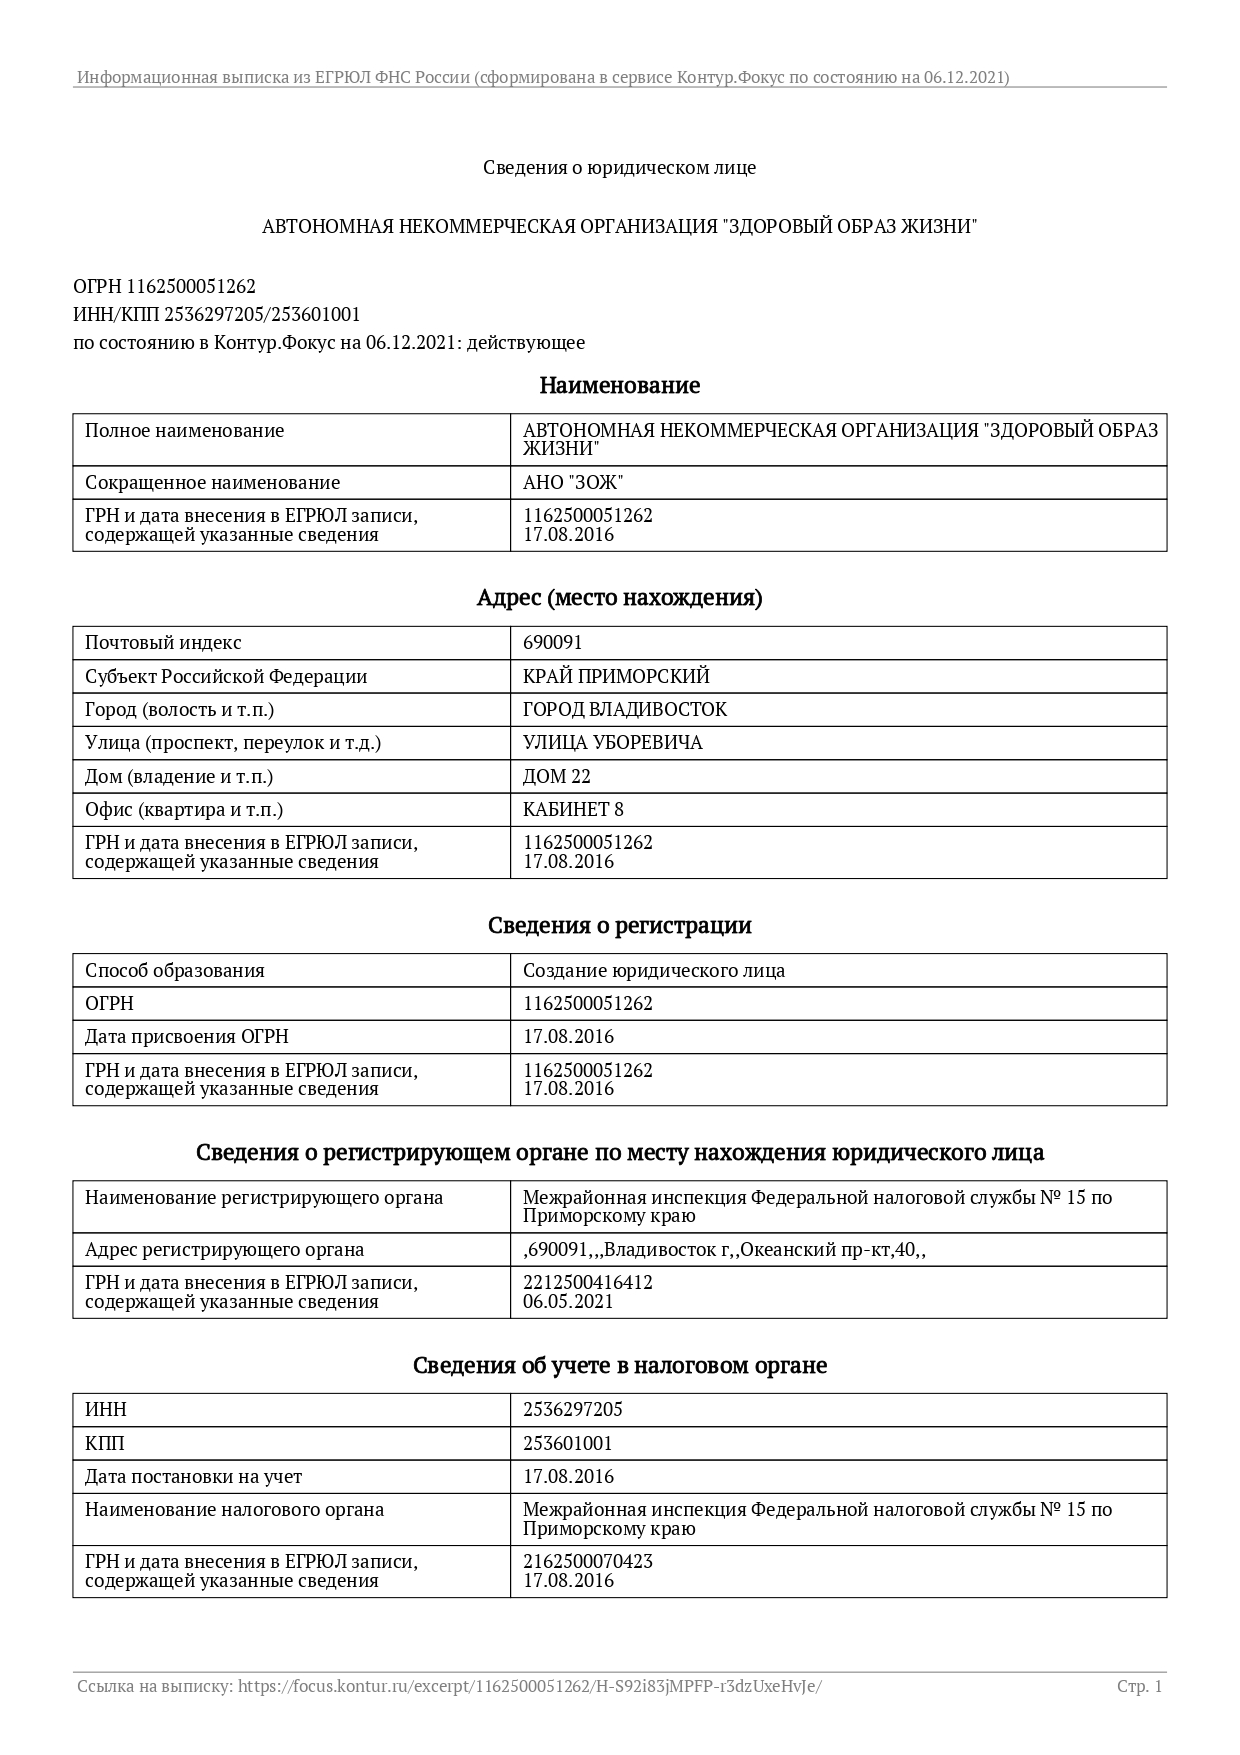 Информационная выписка из ЕГРЮЛ ФНС России (сформирована в сервисе Контур.Фокус по состоянию на 06.12.2021)
Сведения о юридическом лице
АВТОНОМНАЯ НЕКОММЕРЧЕСКАЯ ОРГАНИЗАЦИЯ "ЗДОРОВЫЙ ОБРАЗ ЖИЗНИ"
ОГРН 1162500051262
ИНН/КПП 2536297205/253601001
по состоянию в Контур.Фокус на 06.12.2021: действующее
Наименование
Полное наименование
АВТОНОМНАЯ НЕКОММЕРЧЕСКАЯ ОРГАНИЗАЦИЯ "ЗДОРОВЫЙ ОБРАЗ
ЖИЗНИ"
Сокращенное наименование
АНО "ЗОЖ"
ГРН и дата внесения в ЕГРЮЛ записи,
содержащей указанные сведения
1162500051262
17.08.2016
Адрес (место нахождения)
Почтовый индекс
690091
Субъект Российской Федерации
КРАЙ ПРИМОРСКИЙ
Город (волость и т.п.)
ГОРОД ВЛАДИВОСТОК
Улица (проспект, переулок и т.д.)
УЛИЦА УБОРЕВИЧА
Дом (владение и т.п.)
ДОМ 22
Офис (квартира и т.п.)
КАБИНЕТ 8
ГРН и дата внесения в ЕГРЮЛ записи,
содержащей указанные сведения
1162500051262
17.08.2016
Сведения о регистрации
Способ образования
Создание юридического лица
ОГРН
1162500051262
Дата присвоения ОГРН
17.08.2016
ГРН и дата внесения в ЕГРЮЛ записи,
содержащей указанные сведения
1162500051262
17.08.2016
Сведения о регистрирующем органе по месту нахождения юридического лица
Наименование регистрирующего органа
Межрайонная инспекция Федеральной налоговой службы № 15 по
Приморскому краю
Адрес регистрирующего органа
,690091,,,Владивосток г,,Океанский пр-кт,40,,
ГРН и дата внесения в ЕГРЮЛ записи,
содержащей указанные сведения
2212500416412
06.05.2021
Сведения об учете в налоговом органе
ИНН
2536297205
КПП
253601001
Дата постановки на учет
17.08.2016
Наименование налогового органа
Межрайонная инспекция Федеральной налоговой службы № 15 по
Приморскому краю
ГРН и дата внесения в ЕГРЮЛ записи,
содержащей указанные сведения
2162500070423
17.08.2016
Ссылка на выписку: https://focus.kontur.ru/excerpt/1162500051262/H-S92i83jMPFP-r3dzUxeHvJe/
Стр. 1